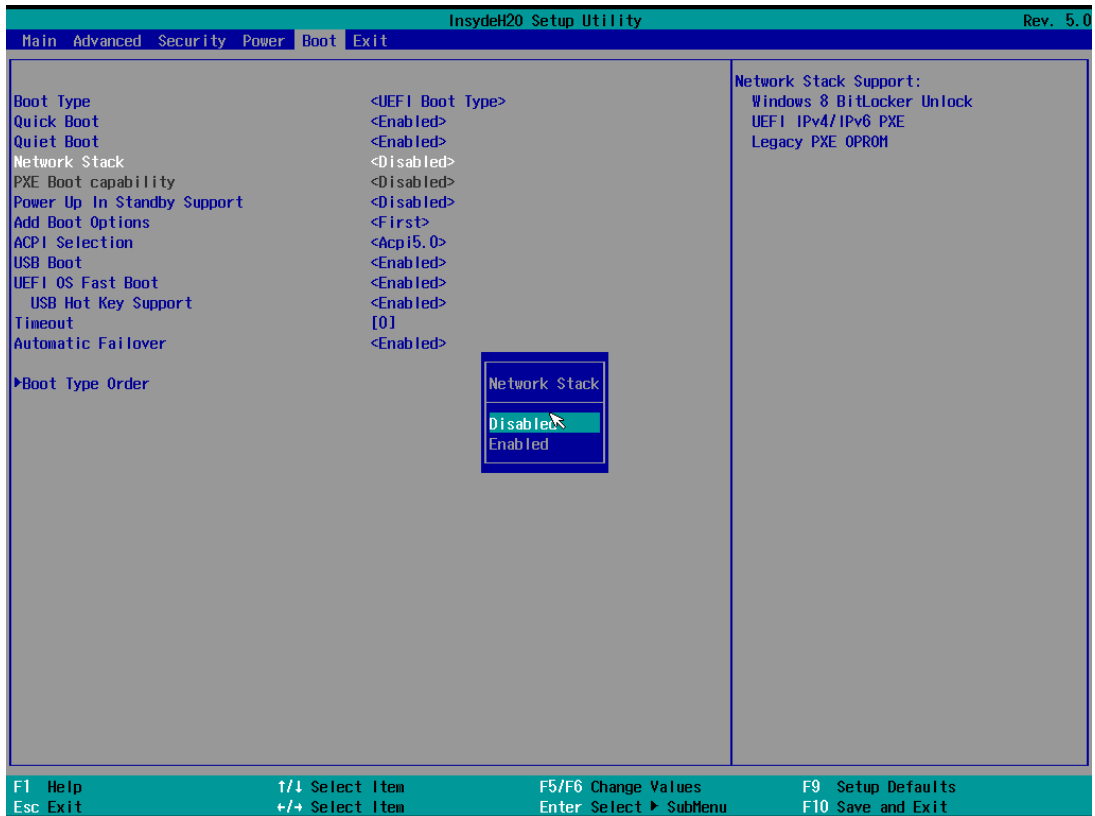 InsydeH20 Setup Utility Rev. 5.0
Main Advanced Security Power Boot Exit
Boot Type <UEFI Boot Type>
Quick Boot <Enabled>
Quiet Boot <Enabled>
Network Stack <Disabled>
PXE Boot capability <Disabled>
Power Up In Standby Support <Disabled>
Add Boot Options <First>
ACPI Selection <Acpi5.0>
USB Boot <Enabled>
UEFI OS Fast Boot <Enabled>
USB Hot Key Support <Enabled>
Timeout [0]
Automatic Failover <Enabled>
▶Boot Type Order
Network Stack
Disabled
Enabled
Network Stack Support:
Windows 8 BitLocker Unlock
UEFI IPv4/IPv6 PXE
Legacy PXE OPROM
F1 Help ↑/↓ Select Item F5/F6 Change Values F9 Setup Defaults
Esc Exit ←/→ Select Item Enter Select ▶ SubMenu F10 Save and Exit